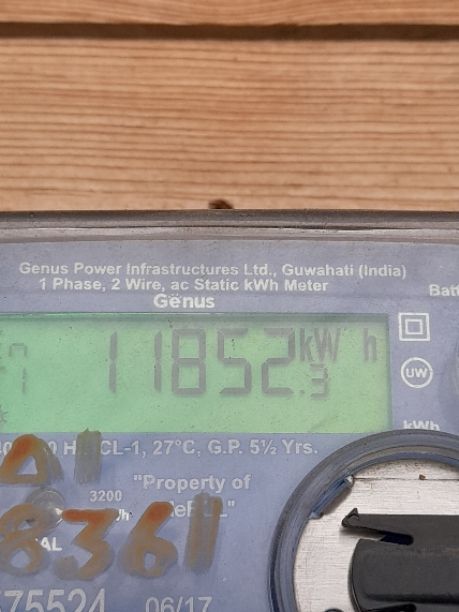 Genus Power Infrastructures Ltd., Guwahati (India)
1 Phase, 2 Wire, ac Static kWh Meter
Genus
11852.3 kW h
UW
kWh
CL-1, 27°C, G.P. 5½ Yrs.
3200
"Property of
8361
75524 06/17